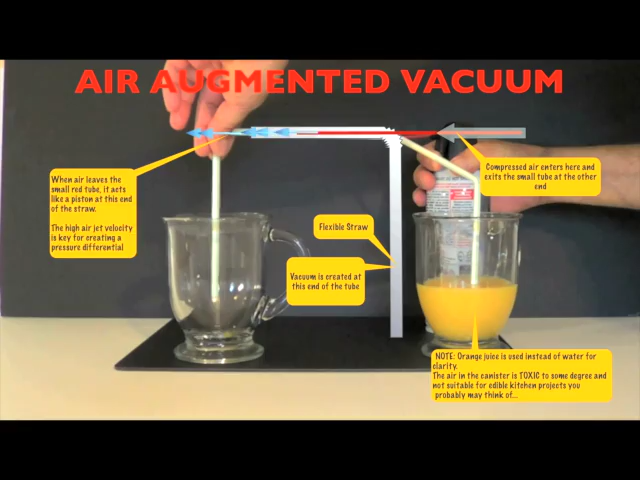 AIR AUGMENTED VACUUM
When air leaves the
small red tube, it acts
like a piston at this end
of the straw.
The high air jet velocity
is key for creating a
pressure differential
Compressed air enters here and
exits the small tube at the other
end
Flexible Straw
Vacuum is created at
this end of the tube
NOTE: Orange juice is used instead of water for
clarity.
The air in the canister is TOXIC to some degree and
not suitable for edible kitchen projects you
probably may think of...